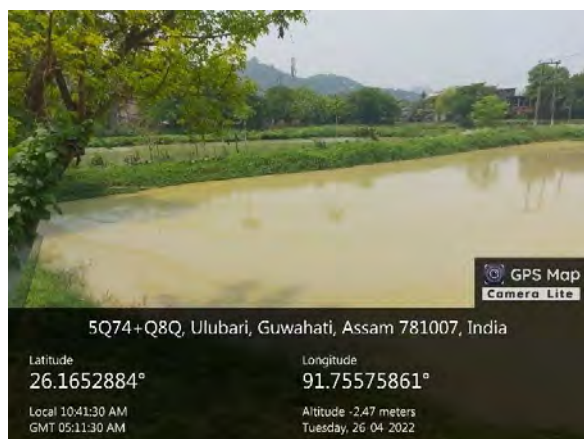 GPS Map
Camera Lite
5Q74+Q8Q, Ulubari, Guwahati, Assam 781007, India
Latitude
26.1652884°
Longitude
91.75575861°
Local 10:41:30 AM
GMT 05:11:30 AM
Altitude -2.47 meters
Tuesday, 26-04-2022